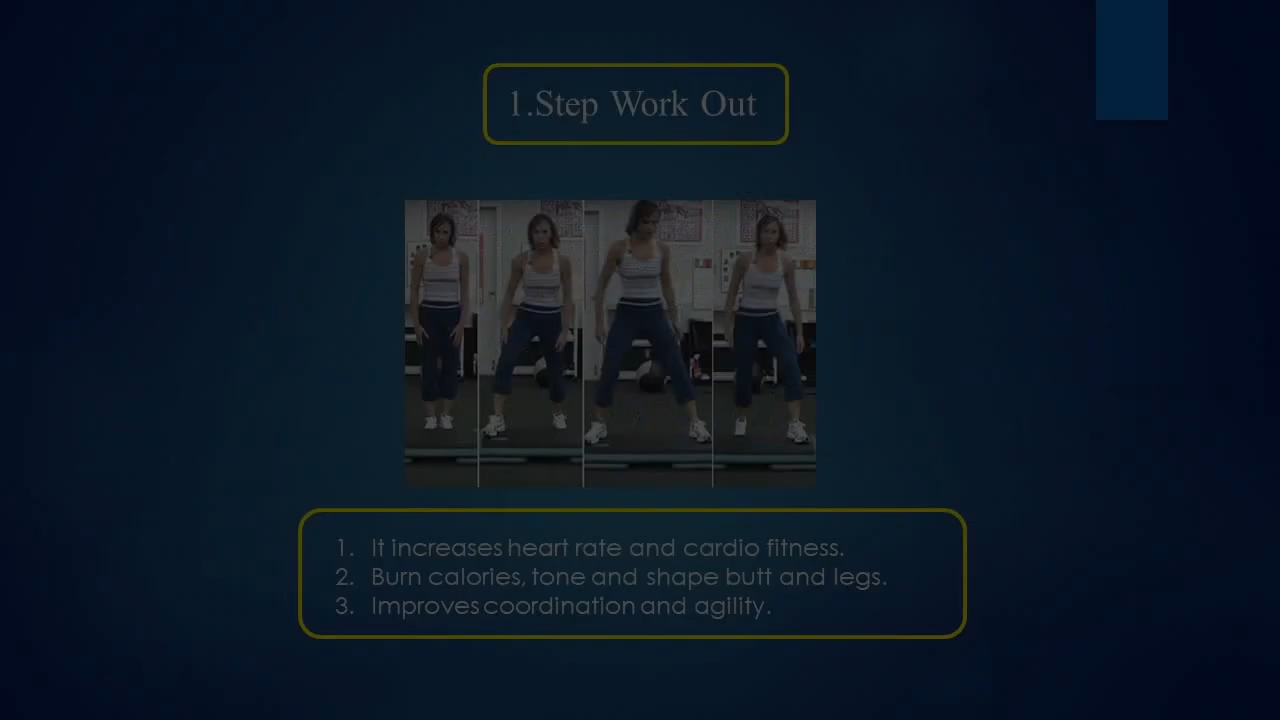 1.Step Work Out
1. It increases heart rate and cardio fitness.
2. Burn calories, tone and shape butt and legs.
3. Improves coordination and agility.